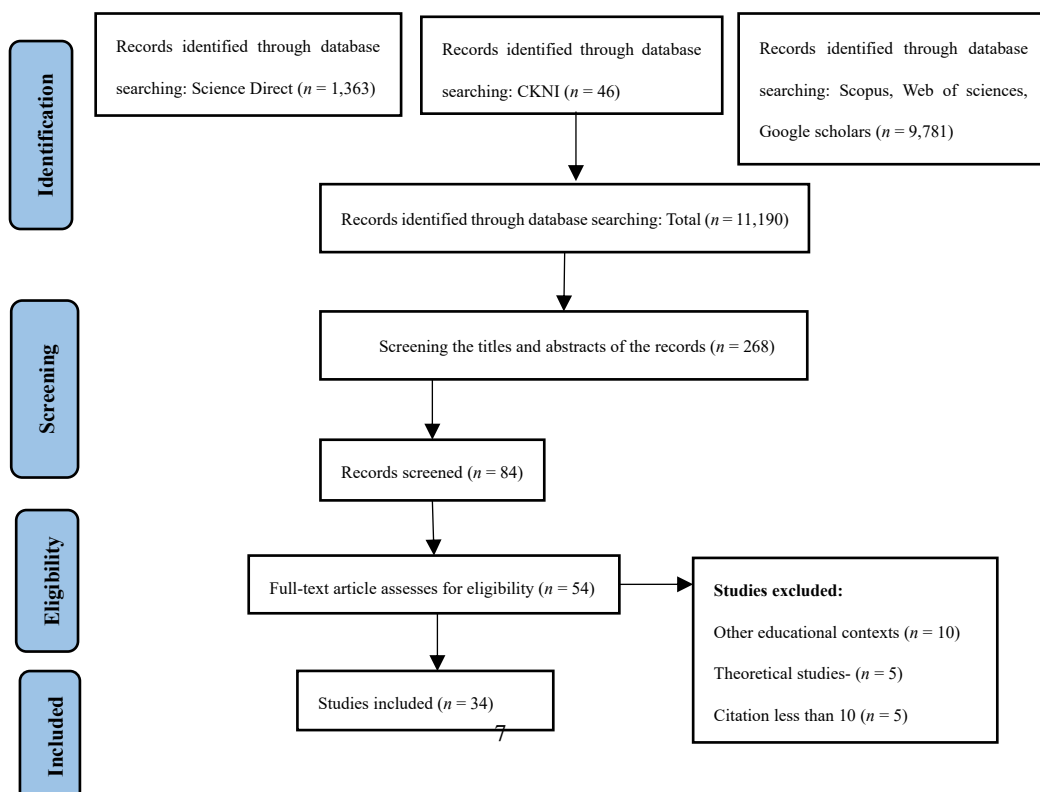 Identification
Records identified through database
searching: Science Direct (n = 1,363)
Records identified through database
searching: CKNI (n = 46)
Records identified through database
searching: Scopus, Web of sciences,
Google scholars (n = 9,781)
Records identified through database searching: Total (n = 11,190)
Screening
Screening the titles and abstracts of the records (n = 268)
Records screened (n = 84)
Eligibility
Full-text article assesses for eligibility (n = 54)
Studies excluded:
Other educational contexts (n = 10)
Theoretical studies- (n = 5)
Citation less than 10 (n = 5)
Included
Studies included (n = 34)
7